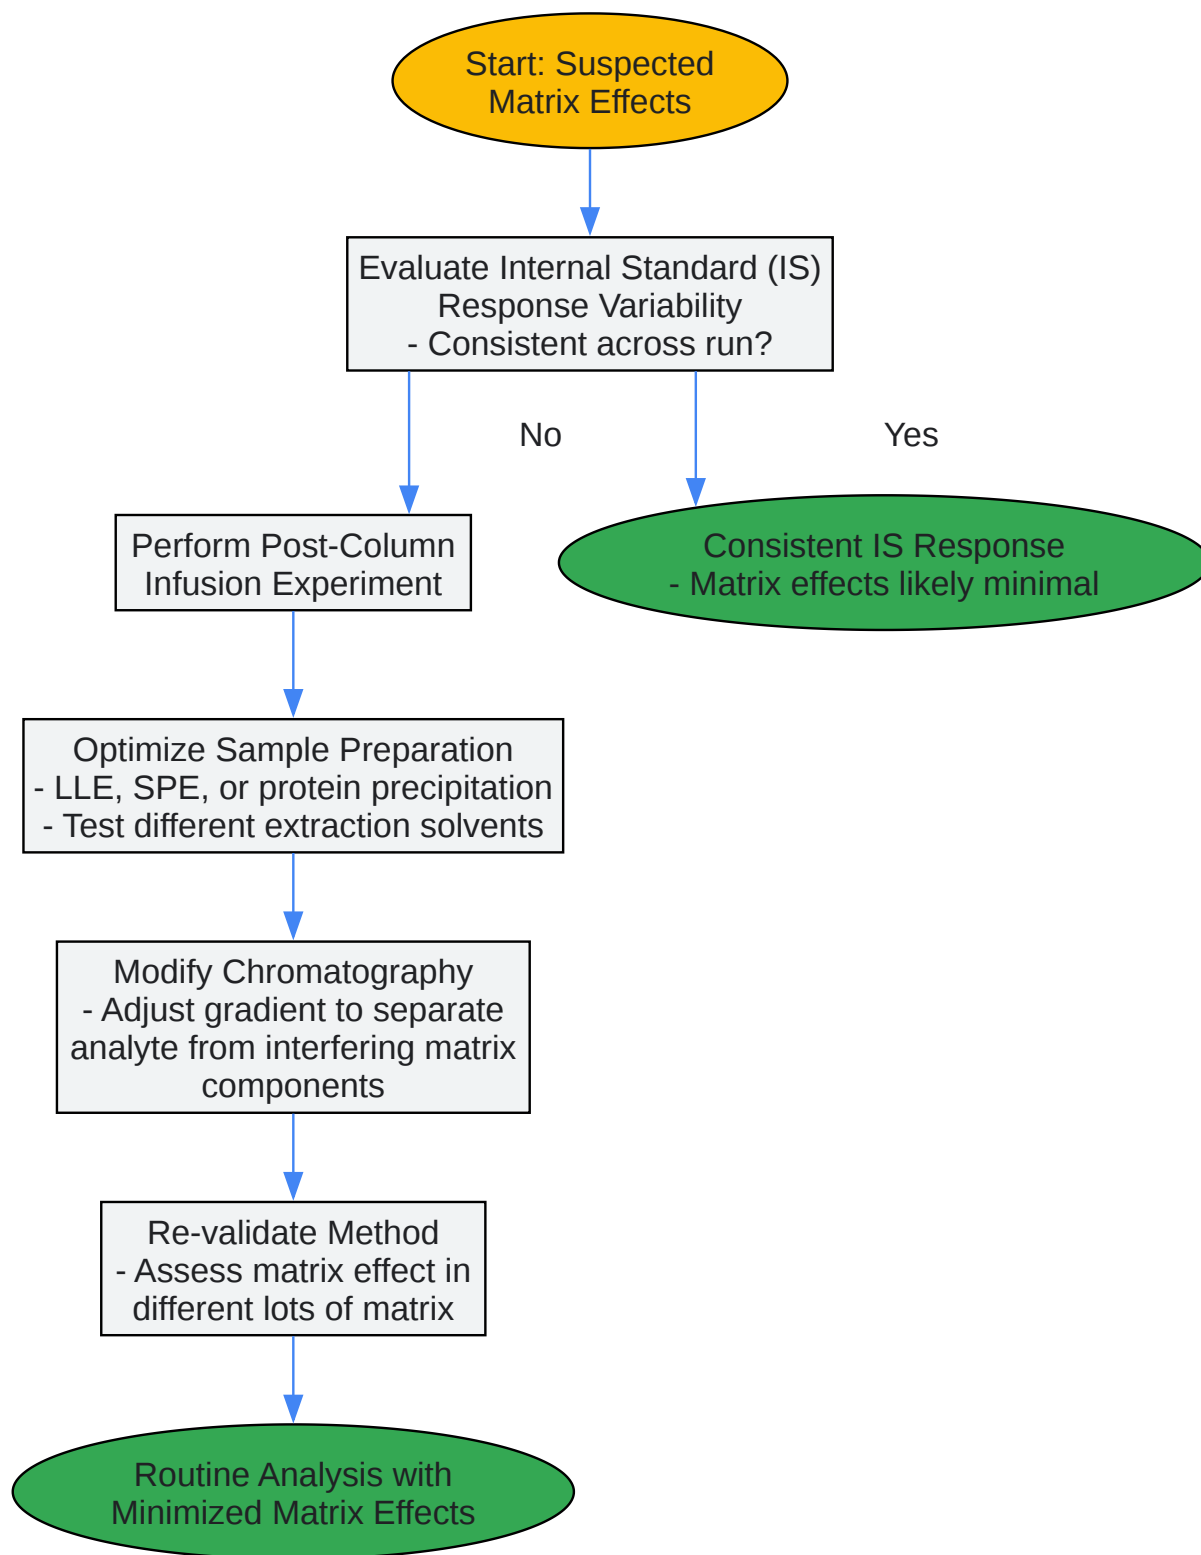 Start: Suspected
Matrix Effects
Evaluate Internal Standard (IS)
Response Variability
- Consistent across run?
No
Yes
Perform Post-Column
Infusion Experiment
Consistent IS Response
- Matrix effects likely minimal
Optimize Sample Preparation
- LLE, SPE, or protein precipitation
- Test different extraction solvents
Modify Chromatography
- Adjust gradient to separate
analyte from interfering matrix
components
Re-validate Method
- Assess matrix effect in
different lots of matrix
Routine Analysis with
Minimized Matrix Effects